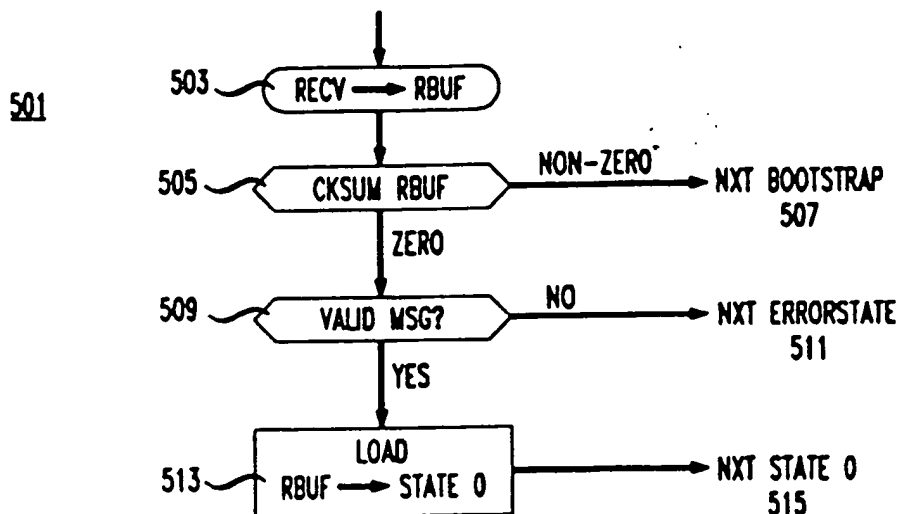 501
503 RECV → RBUF
505 CKSUM RBUF NON-ZERO NXT BOOTSTRAP
507
ZERO
509 VALID MSG? NO NXT ERRORSTATE
511
YES
LOAD
513 RBUF → STATE 0 NXT STATE 0
515